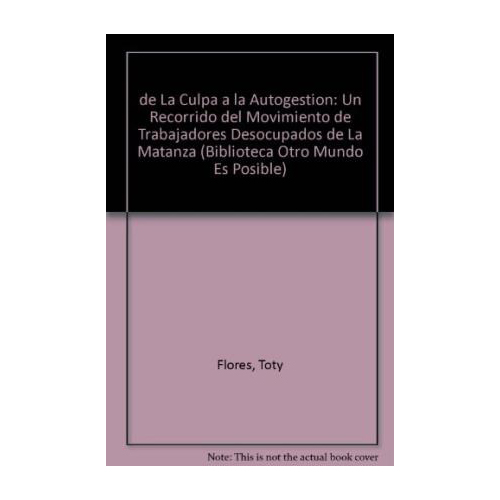 de La Culpa a la Autogestion: Un
Recorrido del Movimiento de
Trabajadores Desocupados de La
Matanza (Biblioteca Otro Mundo
Es Posible)
Flores, Toty
Note: This is not the actual book cover